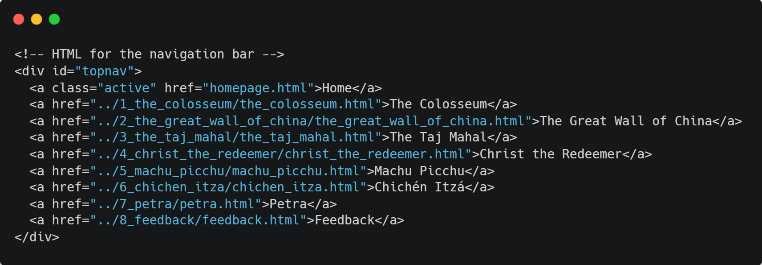 <!-- HTML for the navigation bar -->
<div id="topnav">
  <a class="active" href="homepage.html">Home</a>
  <a href="../1_the_colosseum/the_colosseum.html">The Colosseum</a>
  <a href="../2_the_great_wall_of_china/the_great_wall_of_china.html">The Great Wall of China</a>
  <a href="../3_the_taj_mahal/the_taj_mahal.html">The Taj Mahal</a>
  <a href="../4_christ_the_redeemer/christ_the_redeemer.html">Christ the Redeemer</a>
  <a href="../5_machu_picchu/machu_picchu.html">Machu Picchu</a>
  <a href="../6_chichen_itza/chichen_itza.html">Chichén Itzá</a>
  <a href="../7_petra/petra.html">Petra</a>
  <a href="../8_feedback/feedback.html">Feedback</a>
</div>